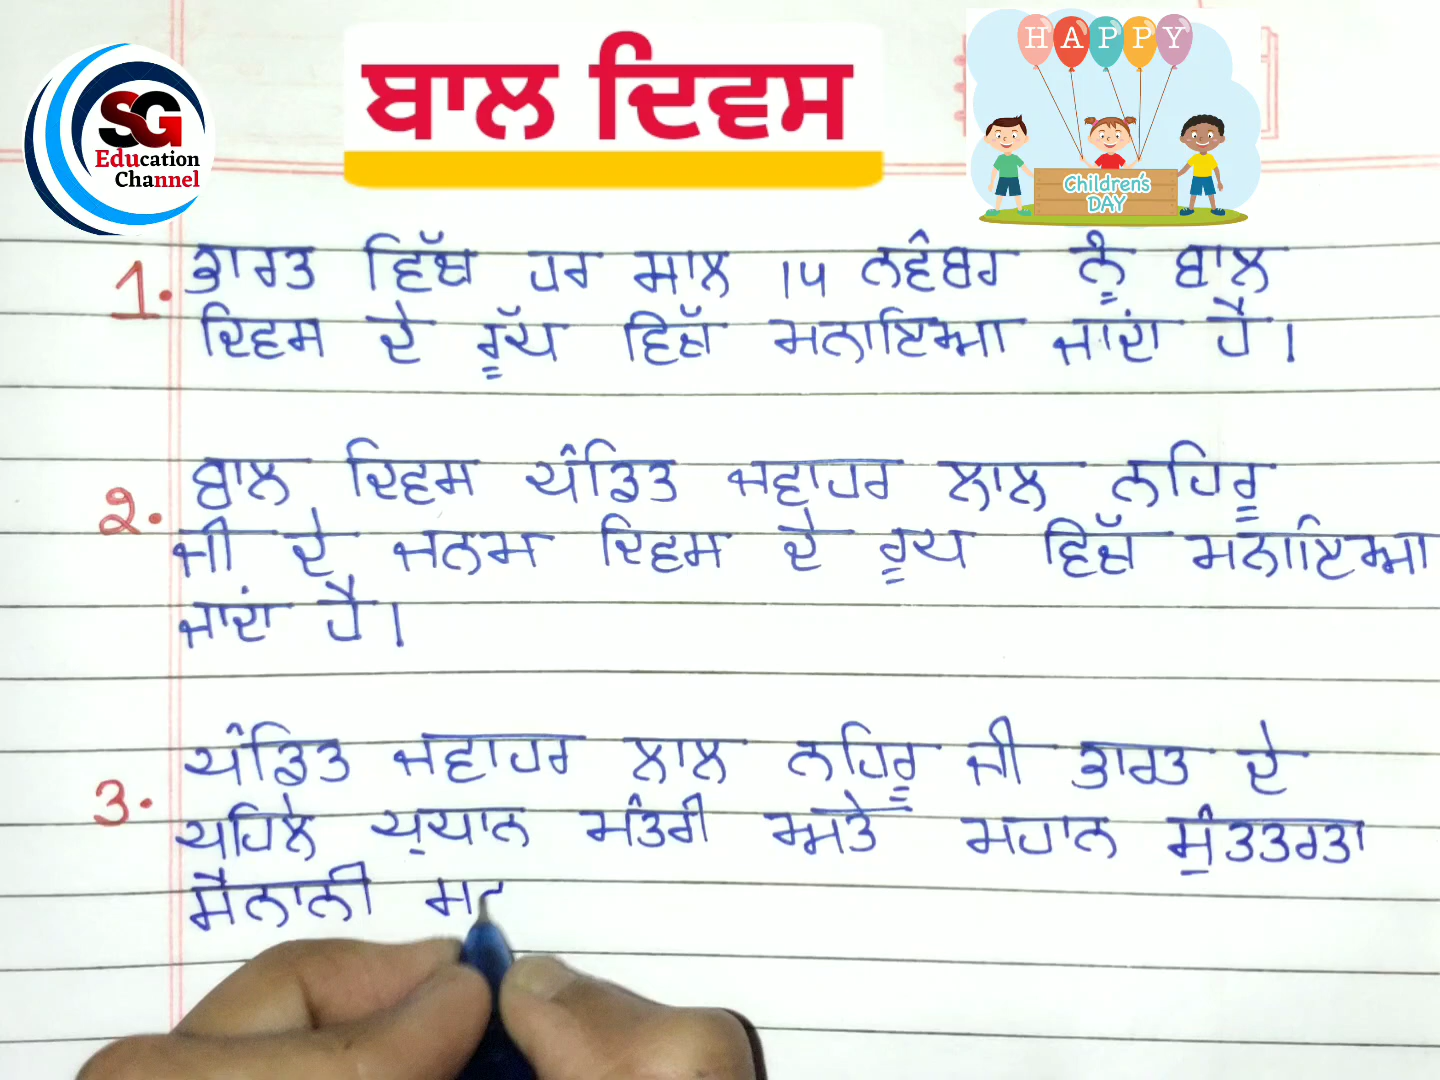 SG
Education
Channel
ਬਾਲ ਦਿਵਸ
HAPPY
Children's
DAY
1. ਭਾਰਤ ਵਿੱਚ ਹਰ ਸਾਲ 14 ਨਵੰਬਰ ਨੂੰ ਬਾਲ
ਦਿਵਸ ਦੇ ਰੂੱਪ ਵਿੱਚ ਮਨਾਇਆ ਜਾਂਦਾ ਹੈ।
2. ਬਾਲ ਦਿਵਸ ਪੰਡਿਤ ਜਵਾਹਰ ਲਾਲ ਨਹਿਰੂ
ਜੀ ਦੇ ਜਨਮ ਦਿਵਸ ਦੇ ਰੂਪ ਵਿੱਚ ਮਨਾਇਆ
ਜਾਂਦਾ ਹੈ।
3. ਪੰਡਿਤ ਜਵਾਹਰ ਲਾਲ ਨਹਿਰੂ ਜੀ ਭਾਰਤ ਦੇ
ਪਹਿਲੇ ਪ੍ਰਧਾਨ ਮੰਤਰੀ ਅਤੇ ਮਹਾਨ ਸੁੰਤਤਰਤਾ
ਸੈਨਾਨੀ ਸ